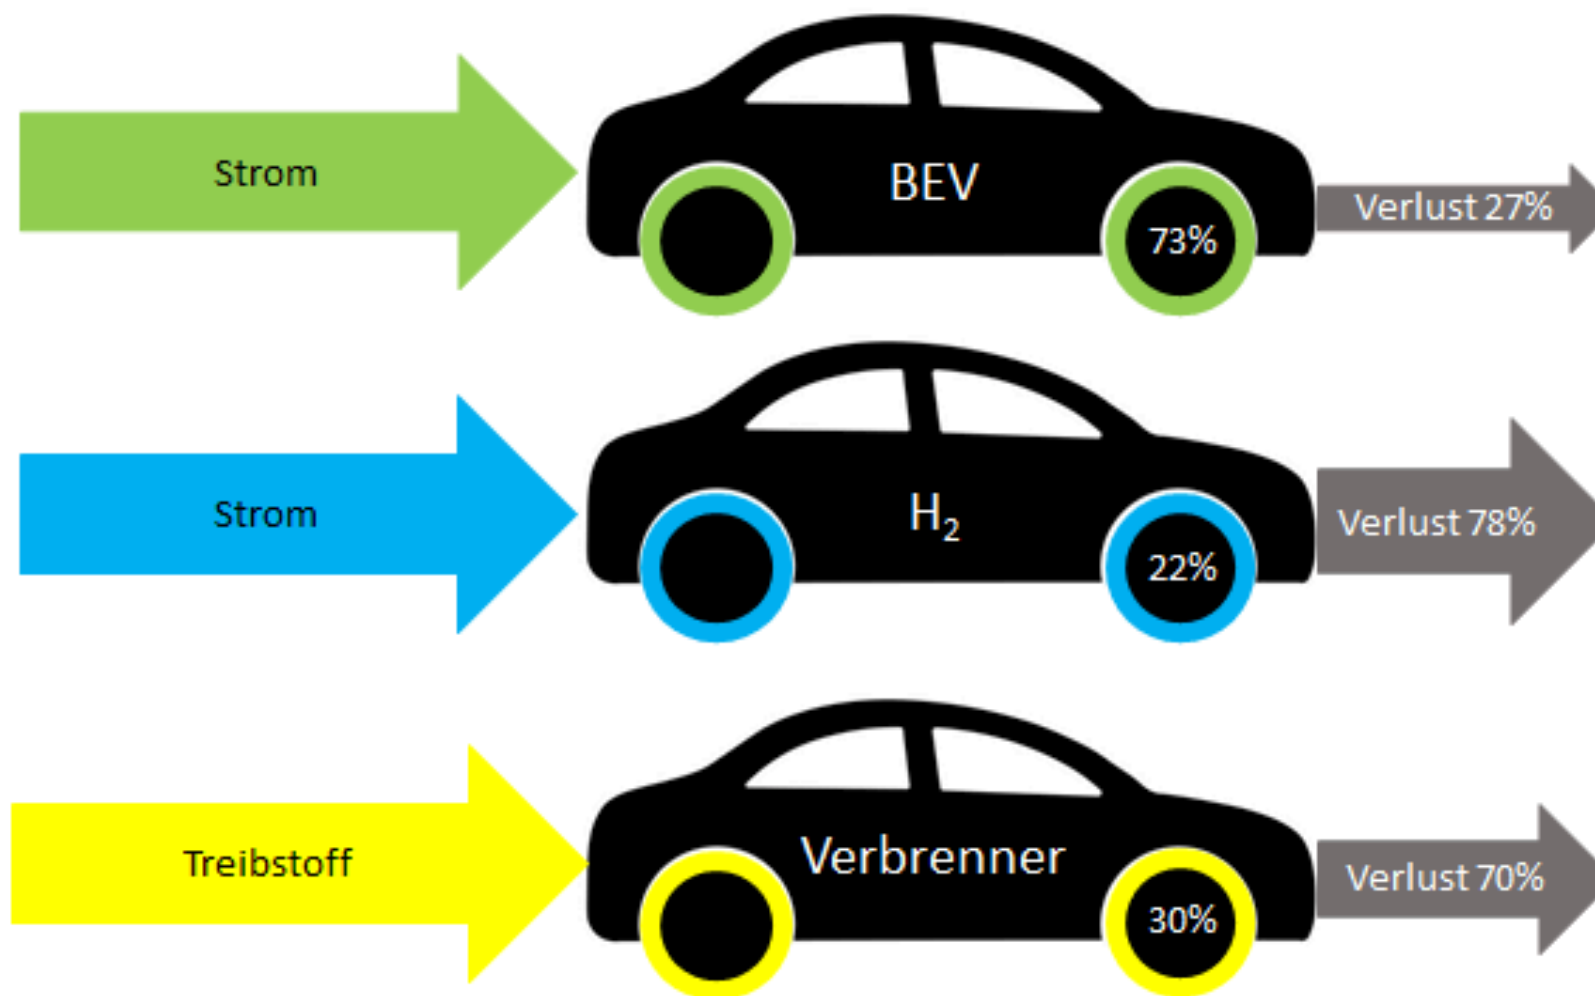 Strom
BEV
73%
Verlust 27%
Strom
H₂
22%
Verlust 78%
Treibstoff
Verbrenner
30%
Verlust 70%